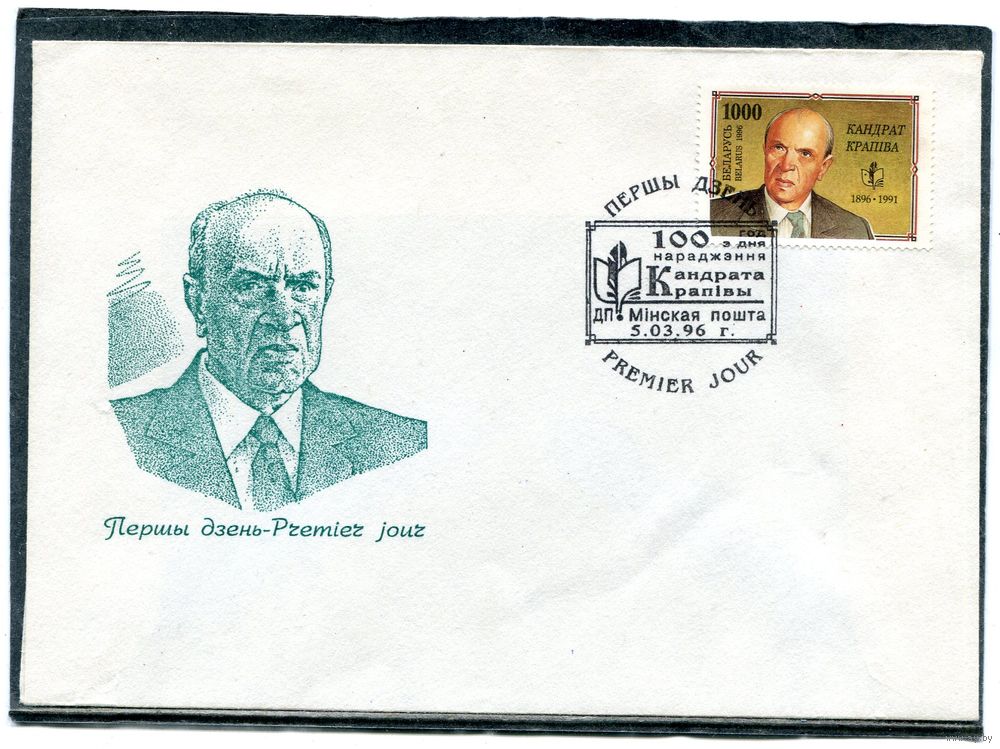 1000
БЕЛАРУСЬ
BELARUS 1996
КАНДРАТ
КРАПІВА
1896·1991
ПЕРШЫ ДЗЕНЬ
100 год
з дня
нараджэння
Кандрата
Крапівы
ДП Мінская пошта
5.03.96 г.
PREMIER JOUR
Першы дзень-Premier jour